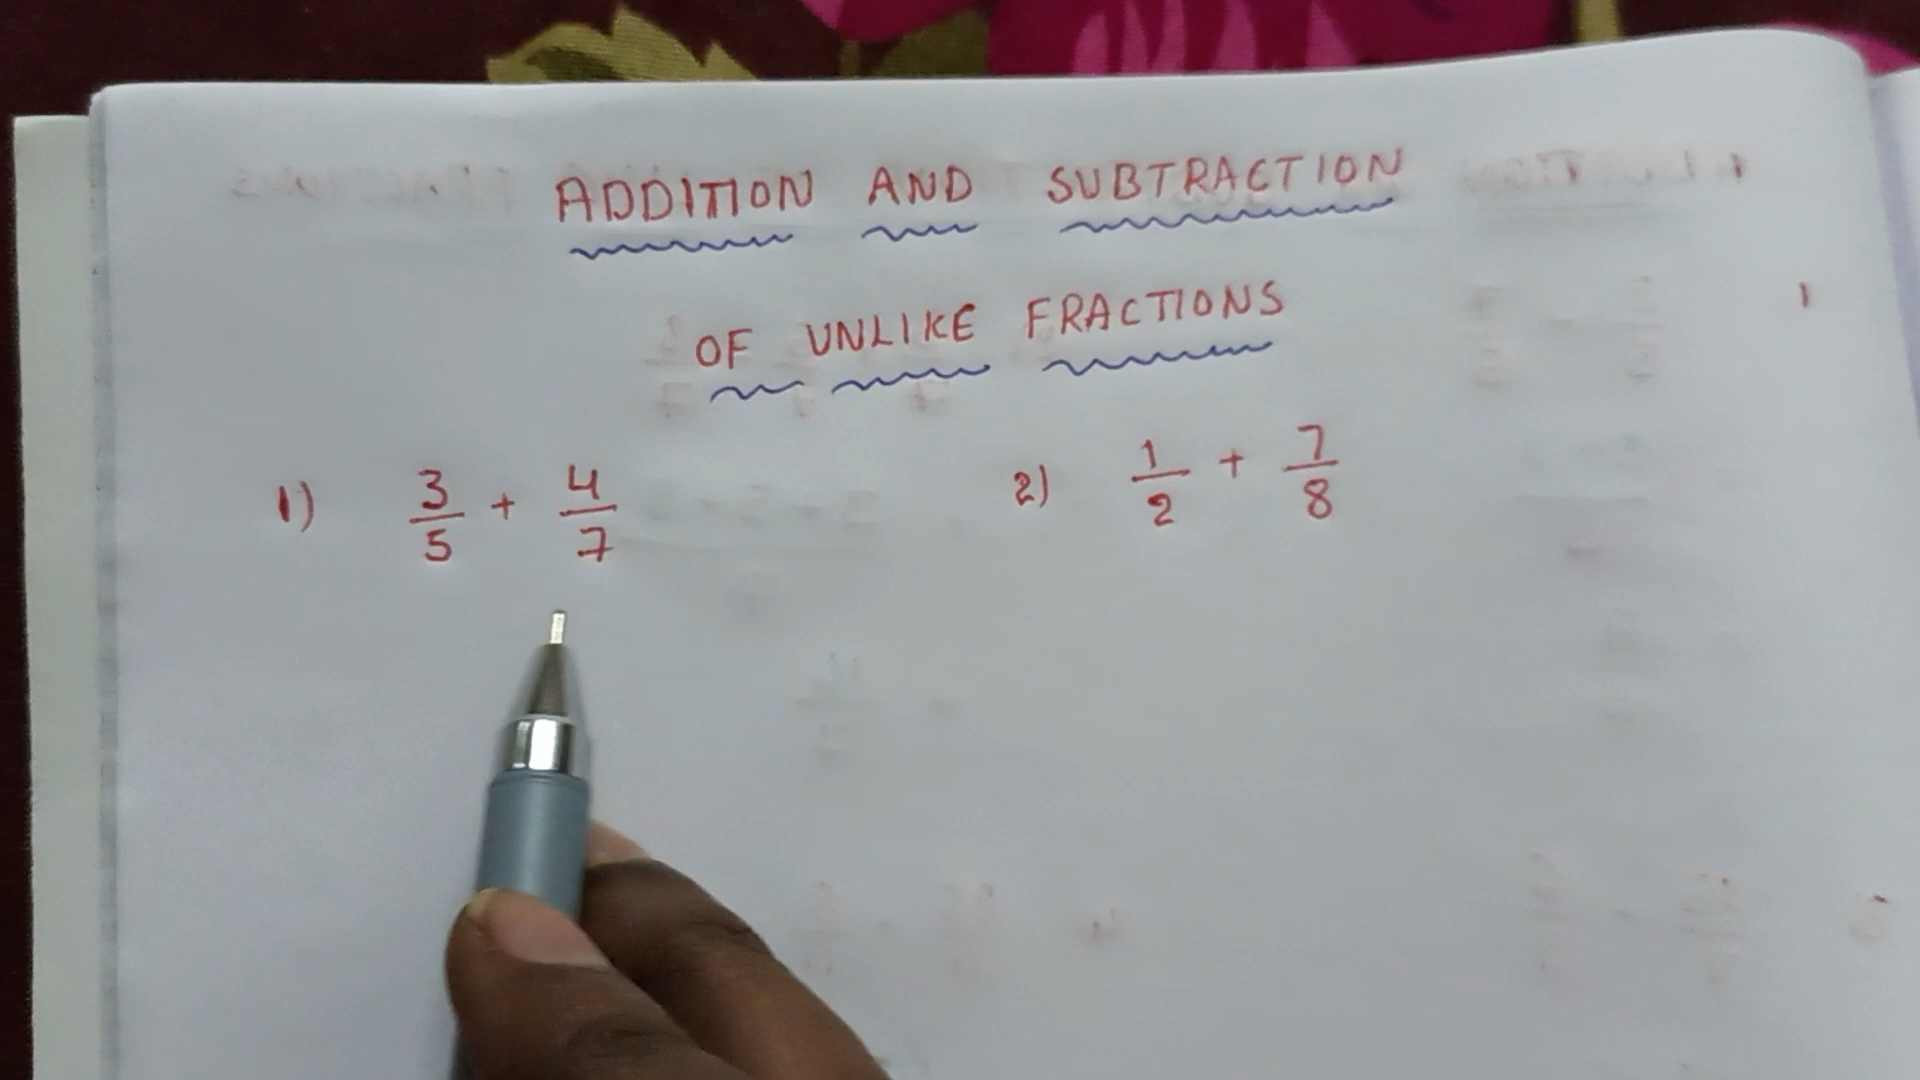 ADDITION AND SUBTRACTION
OF UNLIKE FRACTIONS
1) 3/5 + 4/7
2) 1/2 + 7/8